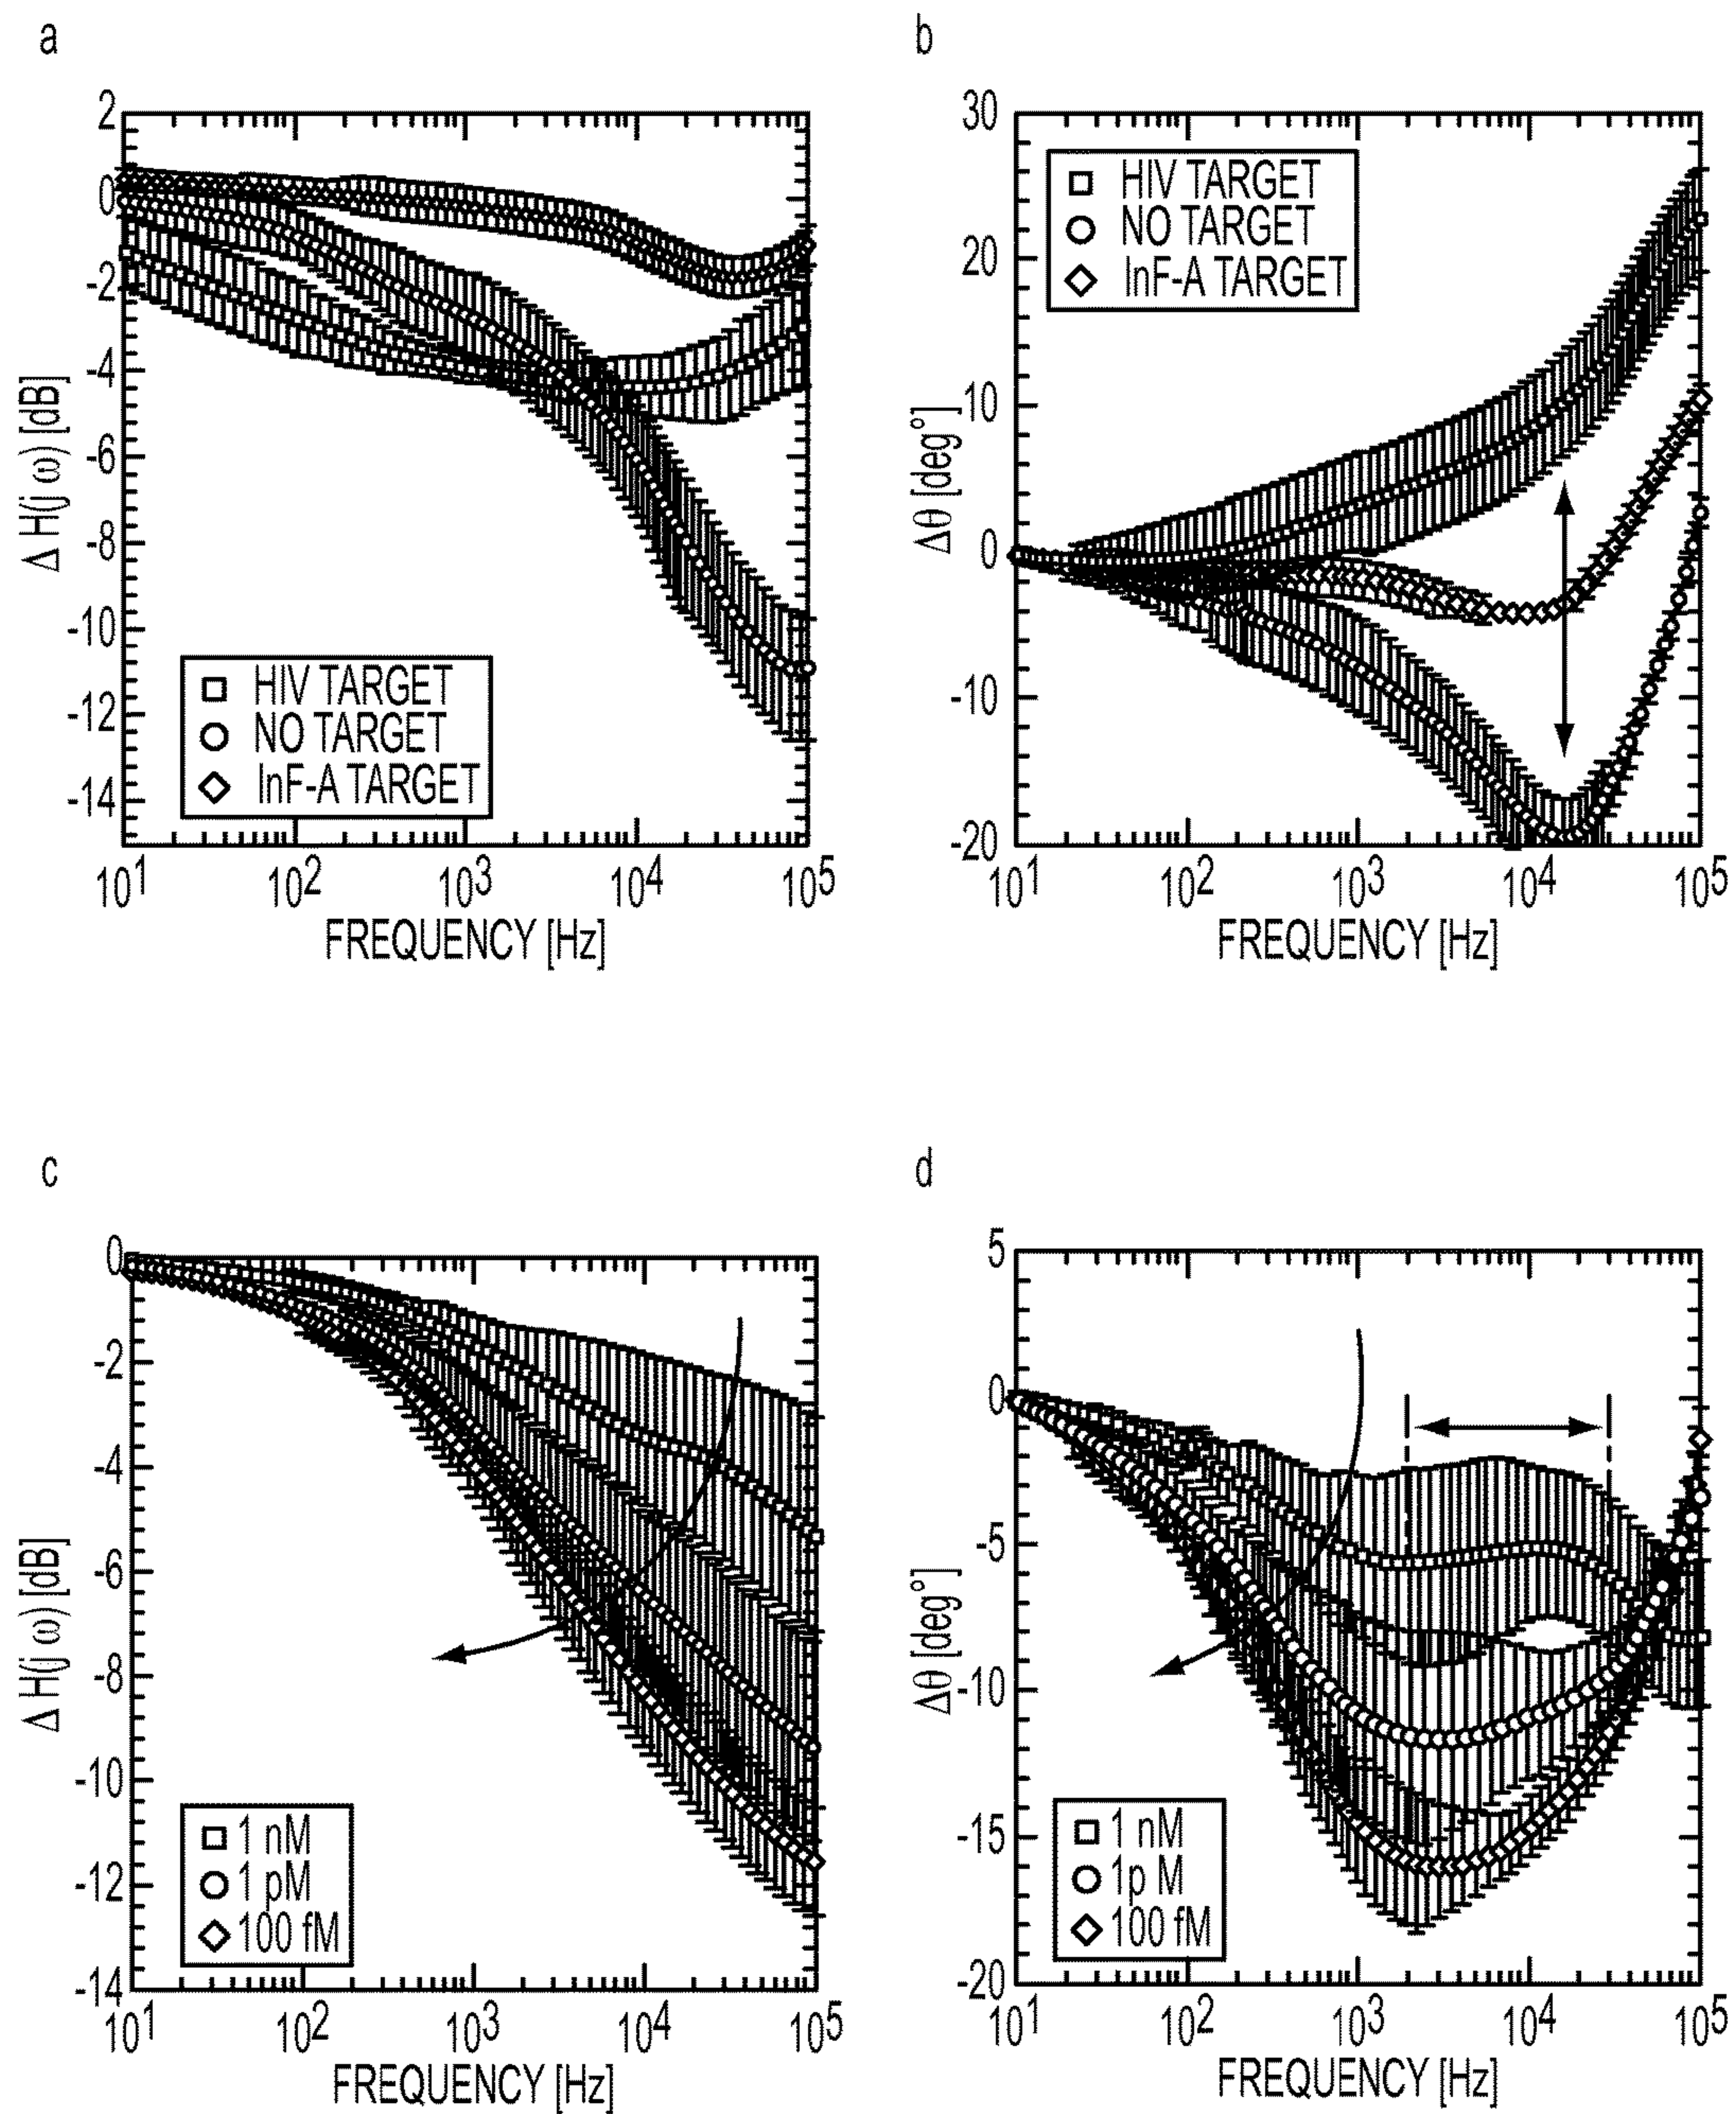 a
2
0
-2
-4
-6
-8
-10
-12
-14
Δ H(j ω) [dB]
HIV TARGET
NO TARGET
InF-A TARGET
10¹ 10² 10³ 10⁴ 10⁵
FREQUENCY [Hz]
b
30
20
10
0
-10
-20
Δθ [deg°]
HIV TARGET
NO TARGET
InF-A TARGET
10¹ 10² 10³ 10⁴ 10⁵
FREQUENCY [Hz]
c
0
-2
-4
-6
-8
-10
-12
-14
Δ H(j ω) [dB]
1 nM
1 pM
100 fM
10¹ 10² 10³ 10⁴ 10⁵
FREQUENCY [Hz]
d
5
0
-5
-10
-15
-20
Δθ [deg°]
1 nM
1p M
100 fM
10¹ 10² 10³ 10⁴ 10⁵
FREQUENCY [Hz]